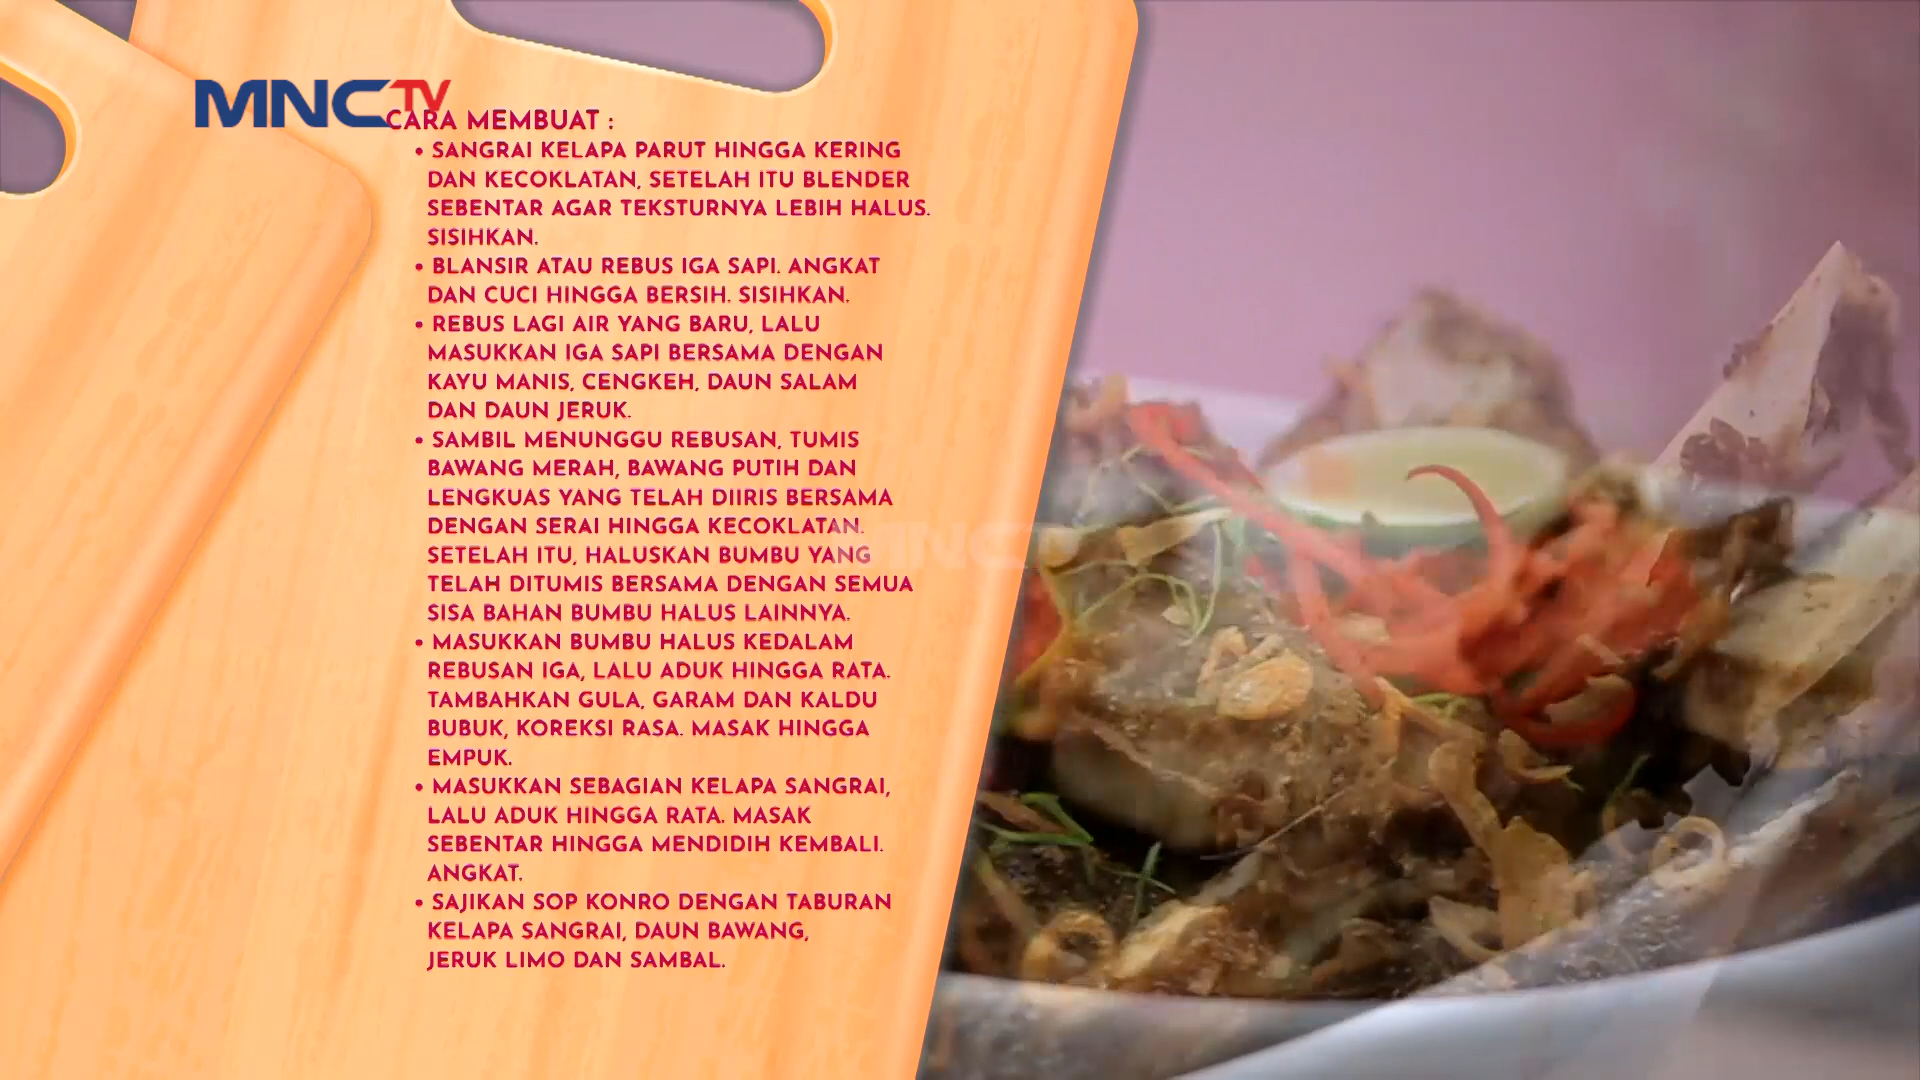 MNCTV
CARA MEMBUAT :
• SANGRAI KELAPA PARUT HINGGA KERING
DAN KECOKLATAN, SETELAH ITU BLENDER
SEBENTAR AGAR TEKSTURNYA LEBIH HALUS.
SISIHKAN.
• BLANSIR ATAU REBUS IGA SAPI. ANGKAT
DAN CUCI HINGGA BERSIH. SISIHKAN.
• REBUS LAGI AIR YANG BARU, LALU
MASUKKAN IGA SAPI BERSAMA DENGAN
KAYU MANIS, CENGKEH, DAUN SALAM
DAN DAUN JERUK.
• SAMBIL MENUNGGU REBUSAN, TUMIS
BAWANG MERAH, BAWANG PUTIH DAN
LENGKUAS YANG TELAH DIIRIS BERSAMA
DENGAN SERAI HINGGA KECOKLATAN.
SETELAH ITU, HALUSKAN BUMBU YANG
TELAH DITUMIS BERSAMA DENGAN SEMUA
SISA BAHAN BUMBU HALUS LAINNYA.
• MASUKKAN BUMBU HALUS KEDALAM
REBUSAN IGA, LALU ADUK HINGGA RATA.
TAMBAHKAN GULA, GARAM DAN KALDU
BUBUK, KOREKSI RASA. MASAK HINGGA
EMPUK.
• MASUKKAN SEBAGIAN KELAPA SANGRAI,
LALU ADUK HINGGA RATA. MASAK
SEBENTAR HINGGA MENDIDIH KEMBALI.
ANGKAT.
• SAJIKAN SOP KONRO DENGAN TABURAN
KELAPA SANGRAI, DAUN BAWANG,
JERUK LIMO DAN SAMBAL.